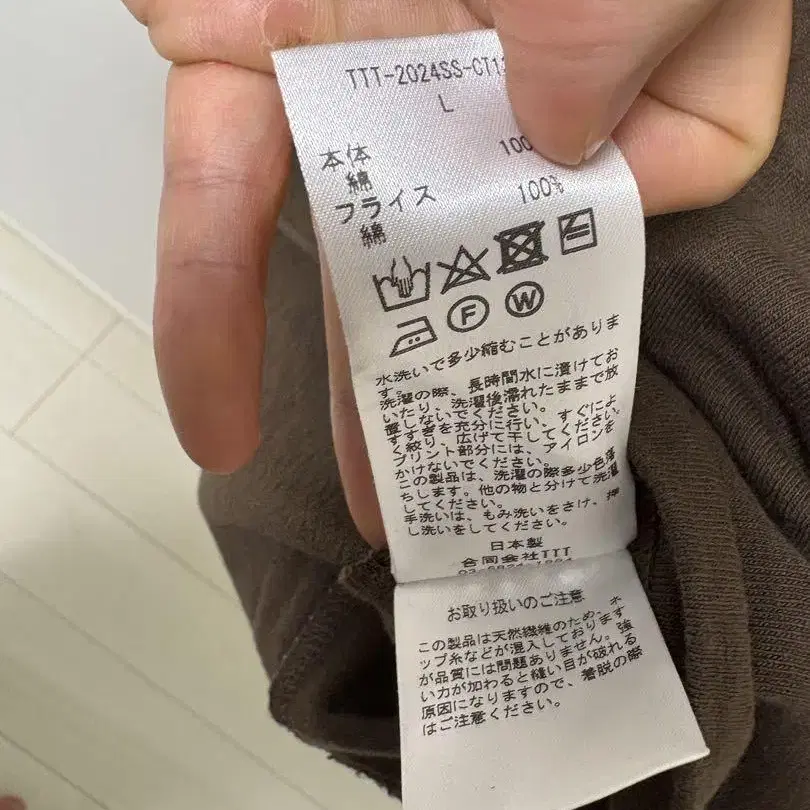 TTT-2024SS-CT1
L
本体
綿 100
フライス
綿 100%
F W
水洗いで多少縮むことがありま
す。
洗濯の際、長時間水に漬けてお
いたり、洗濯後濡れたままで放
置しないでください。
すすぎを充分に行い、すぐによ
く絞り、広げて干してください。
プリント部分には、アイロンを
かけないでください。
この製品は、洗濯の際多少色落
ちします。他の物と分けて洗濯
してください。
手洗いは、もみ洗いをさけ、押
し洗いをしてください。
日本製
合同会社TTT
お取り扱いのご注意
この製品は天然繊維のため、ネ
ップ糸などが混入しております
が品質には問題ありません。強
い力が加わると縫い目が破れる
原因になりますので、着脱の際
はご注意ください。